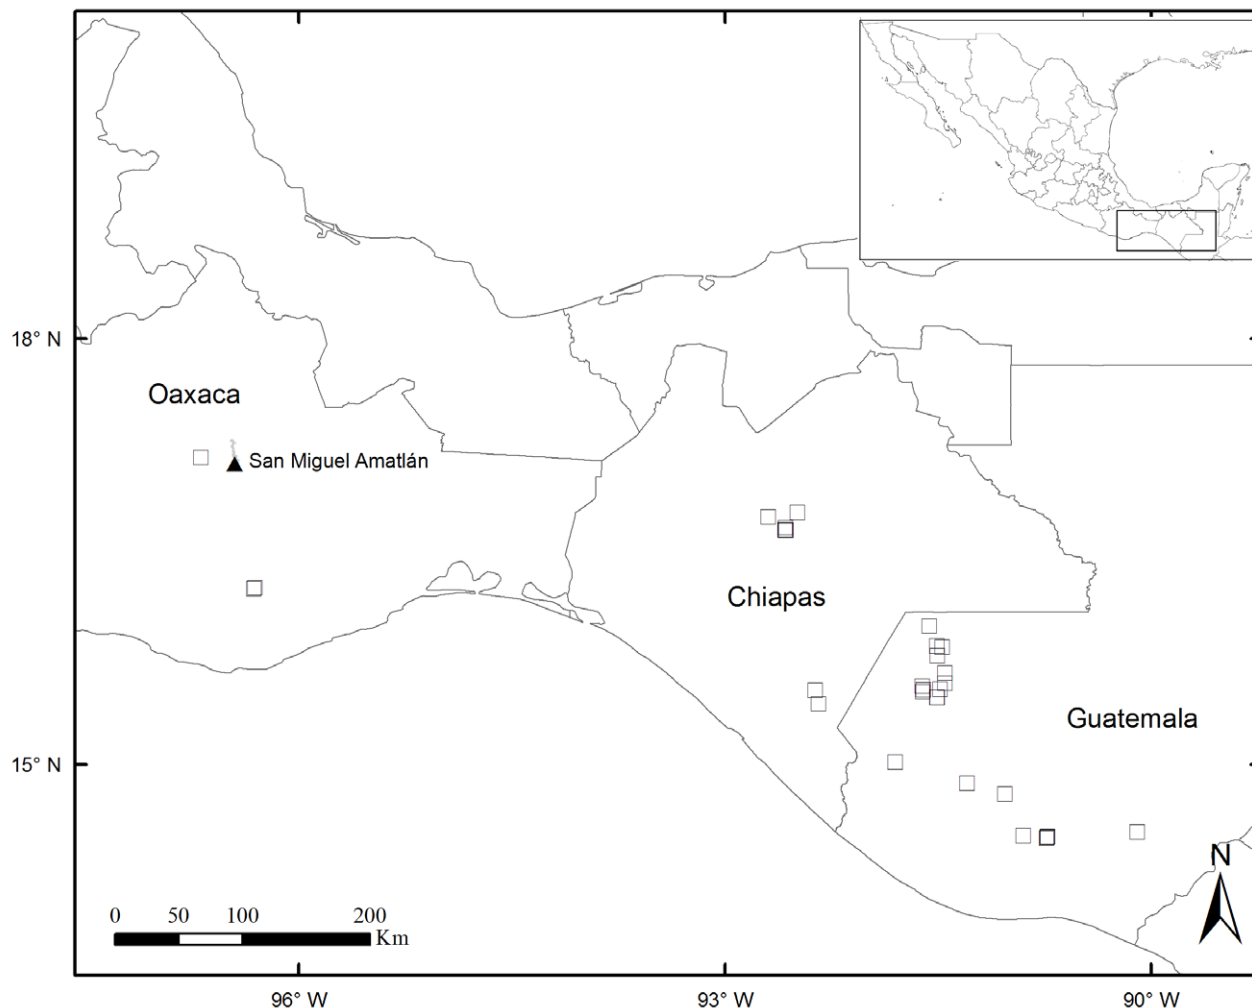 18° N
Oaxaca
San Miguel Amatlán
Chiapas
Guatemala
15° N
N
0 50 100 200
Km
96° W 93° W 90° W